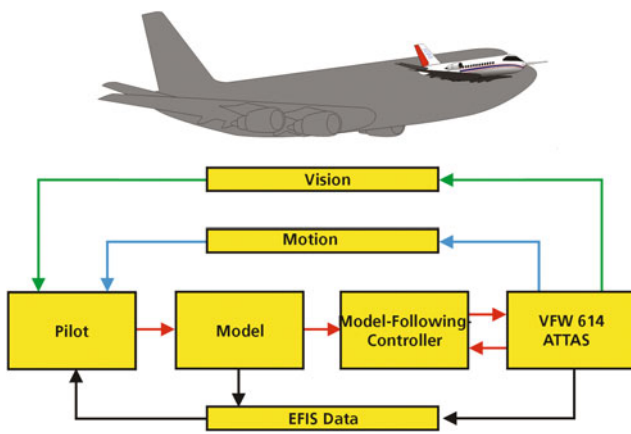 Vision
Motion
Pilot
Model
Model-Following-
Controller
VFW 614
ATTAS
EFIS Data